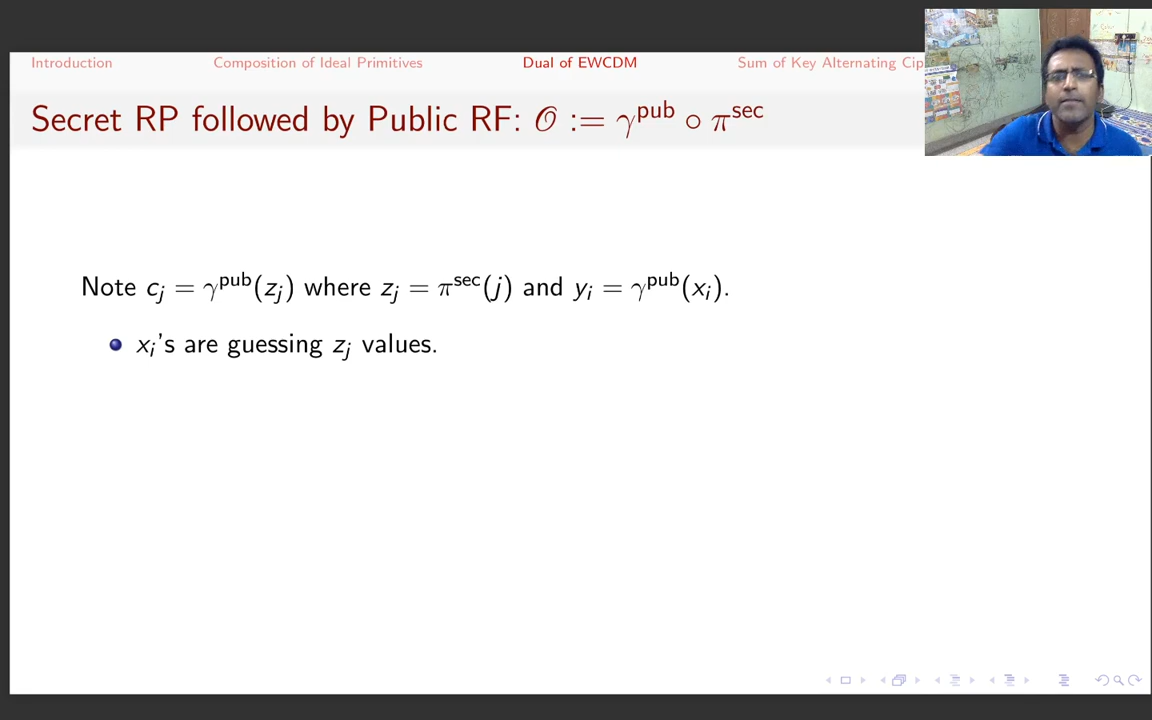 Introduction Composition of Ideal Primitives Dual of EWCDM Sum of Key Alternating Cip
Secret RP followed by Public RF: 𝒪 := γ^pub ∘ π^sec
Note c_j = γ^pub(z_j) where z_j = π^sec(j) and y_i = γ^pub(x_i).
x_i's are guessing z_j values.